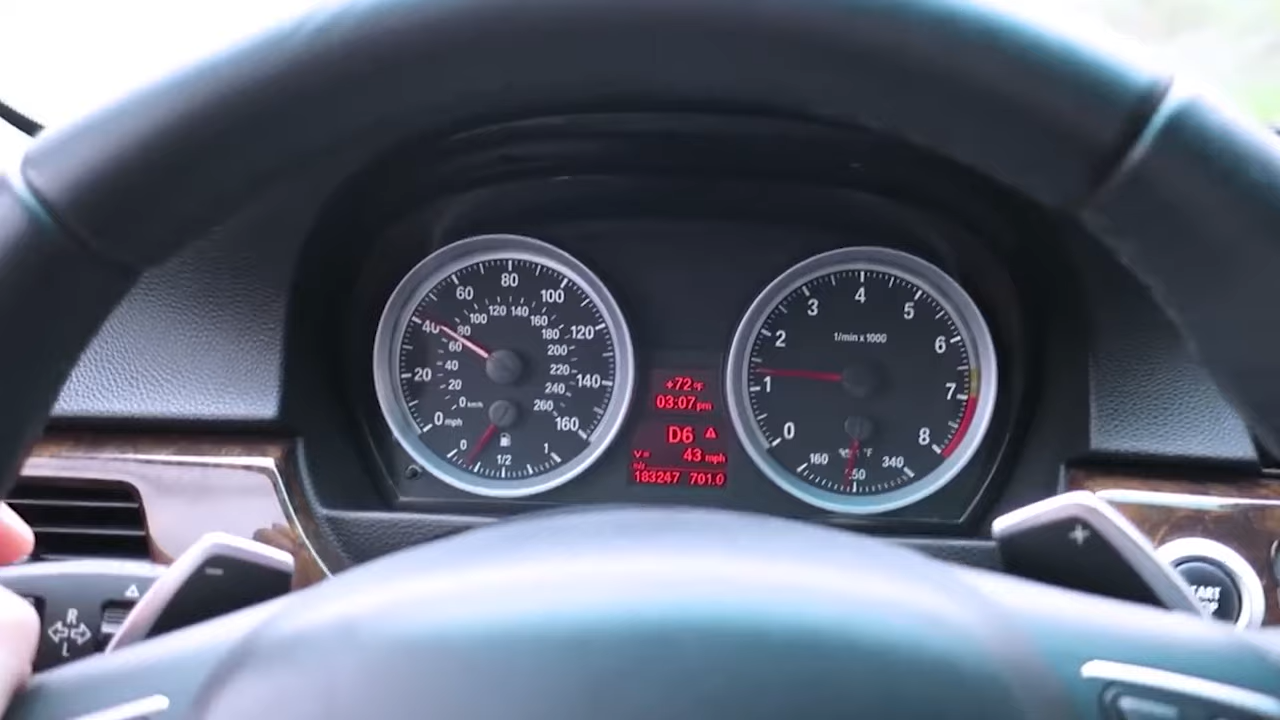 20 40 60 80 100 120 140 160
0 mph
0 km/h 20 40 60 80 100 120 140 160 180 200 220 240 260
0 1/2 1
+72°F
03:07pm
D6
V= 43 mph
183247 701.0
0 1 2 3 4 5 6 7 8
1/min x 1000
160 340
°F
-
+
R
L